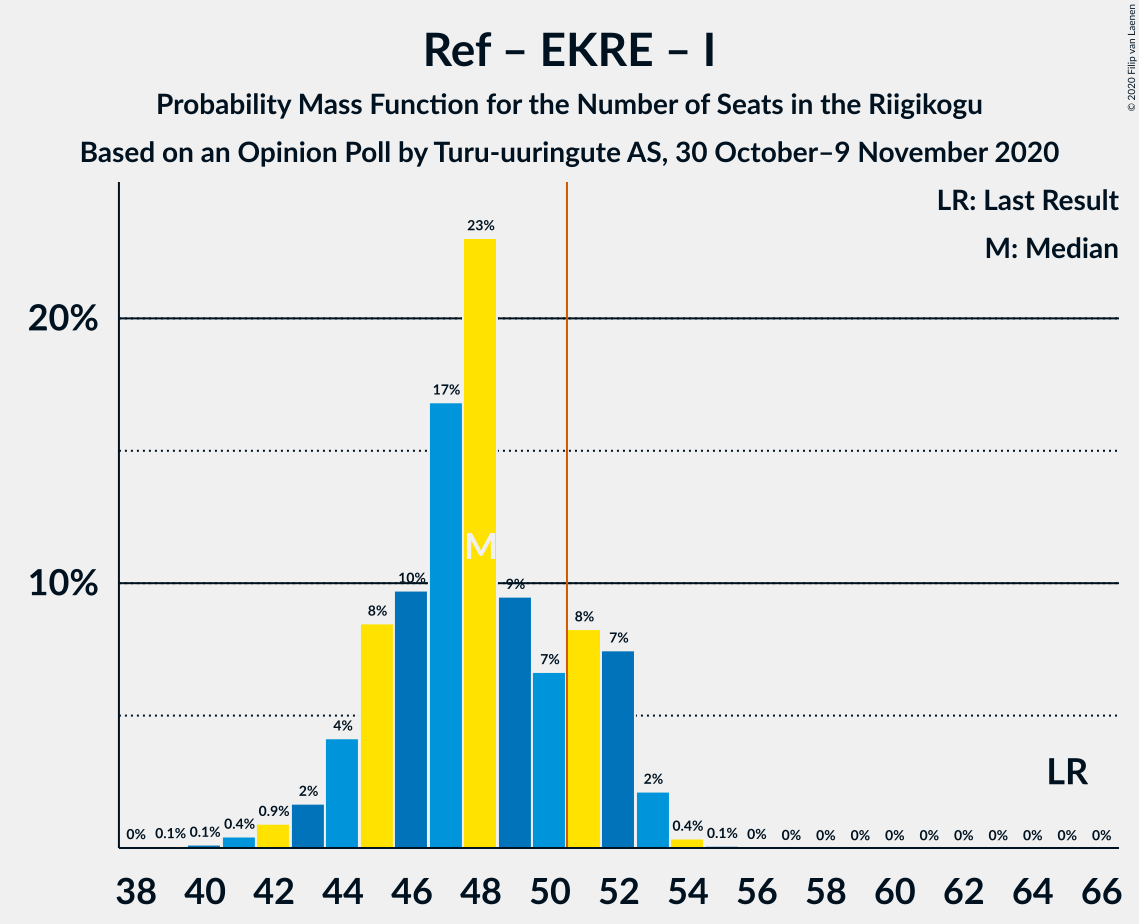 Ref – EKRE – I
Probability Mass Function for the Number of Seats in the Riigikogu
Based on an Opinion Poll by Turu-uuringute AS, 30 October–9 November 2020
© 2020 Filip van Laenen
LR: Last Result
M: Median
20%
10%
0% 0.1% 0.1% 0.4% 0.9% 2% 4% 8% 10% 17% 23% 9% 7% 8% 7% 2% 0.4% 0.1% 0% 0% 0% 0% 0% 0% 0% 0% 0% 0% 0%
M
LR
38 40 42 44 46 48 50 52 54 56 58 60 62 64 66